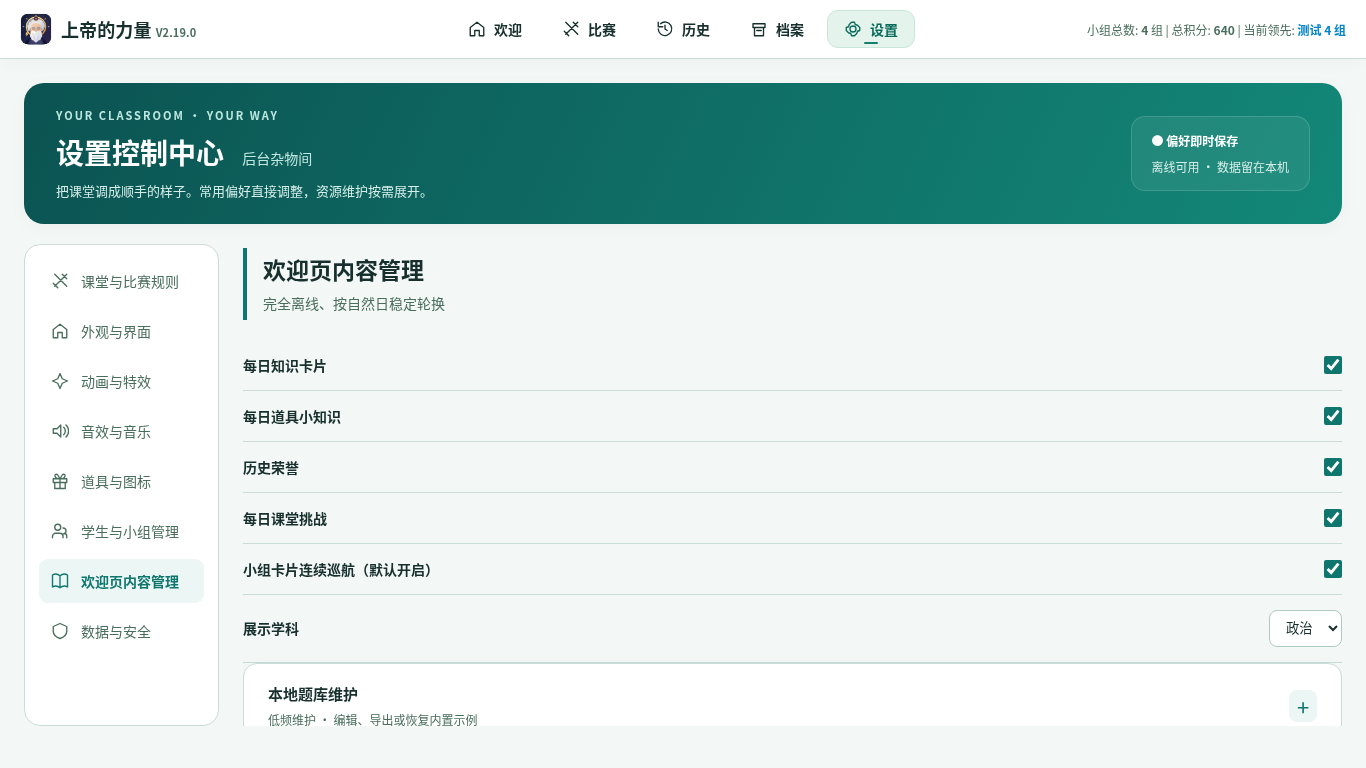 上帝的力量 V2.19.0
欢迎
比赛
历史
档案
设置
小组总数: 4 组 | 总积分: 640 | 当前领先: 测试 4 组
YOUR CLASSROOM • YOUR WAY
设置控制中心 后台杂物间
把课堂调成顺手的样子。常用偏好直接调整，资源维护按需展开。
偏好即时保存
离线可用 • 数据留在本机
课堂与比赛规则
外观与界面
动画与特效
音效与音乐
道具与图标
学生与小组管理
欢迎页内容管理
数据与安全
欢迎页内容管理
完全离线、按自然日稳定轮换
每日知识卡片
每日道具小知识
历史荣誉
每日课堂挑战
小组卡片连续巡航（默认开启）
展示学科
政治
本地题库维护
低频维护 • 编辑、导出或恢复内置示例